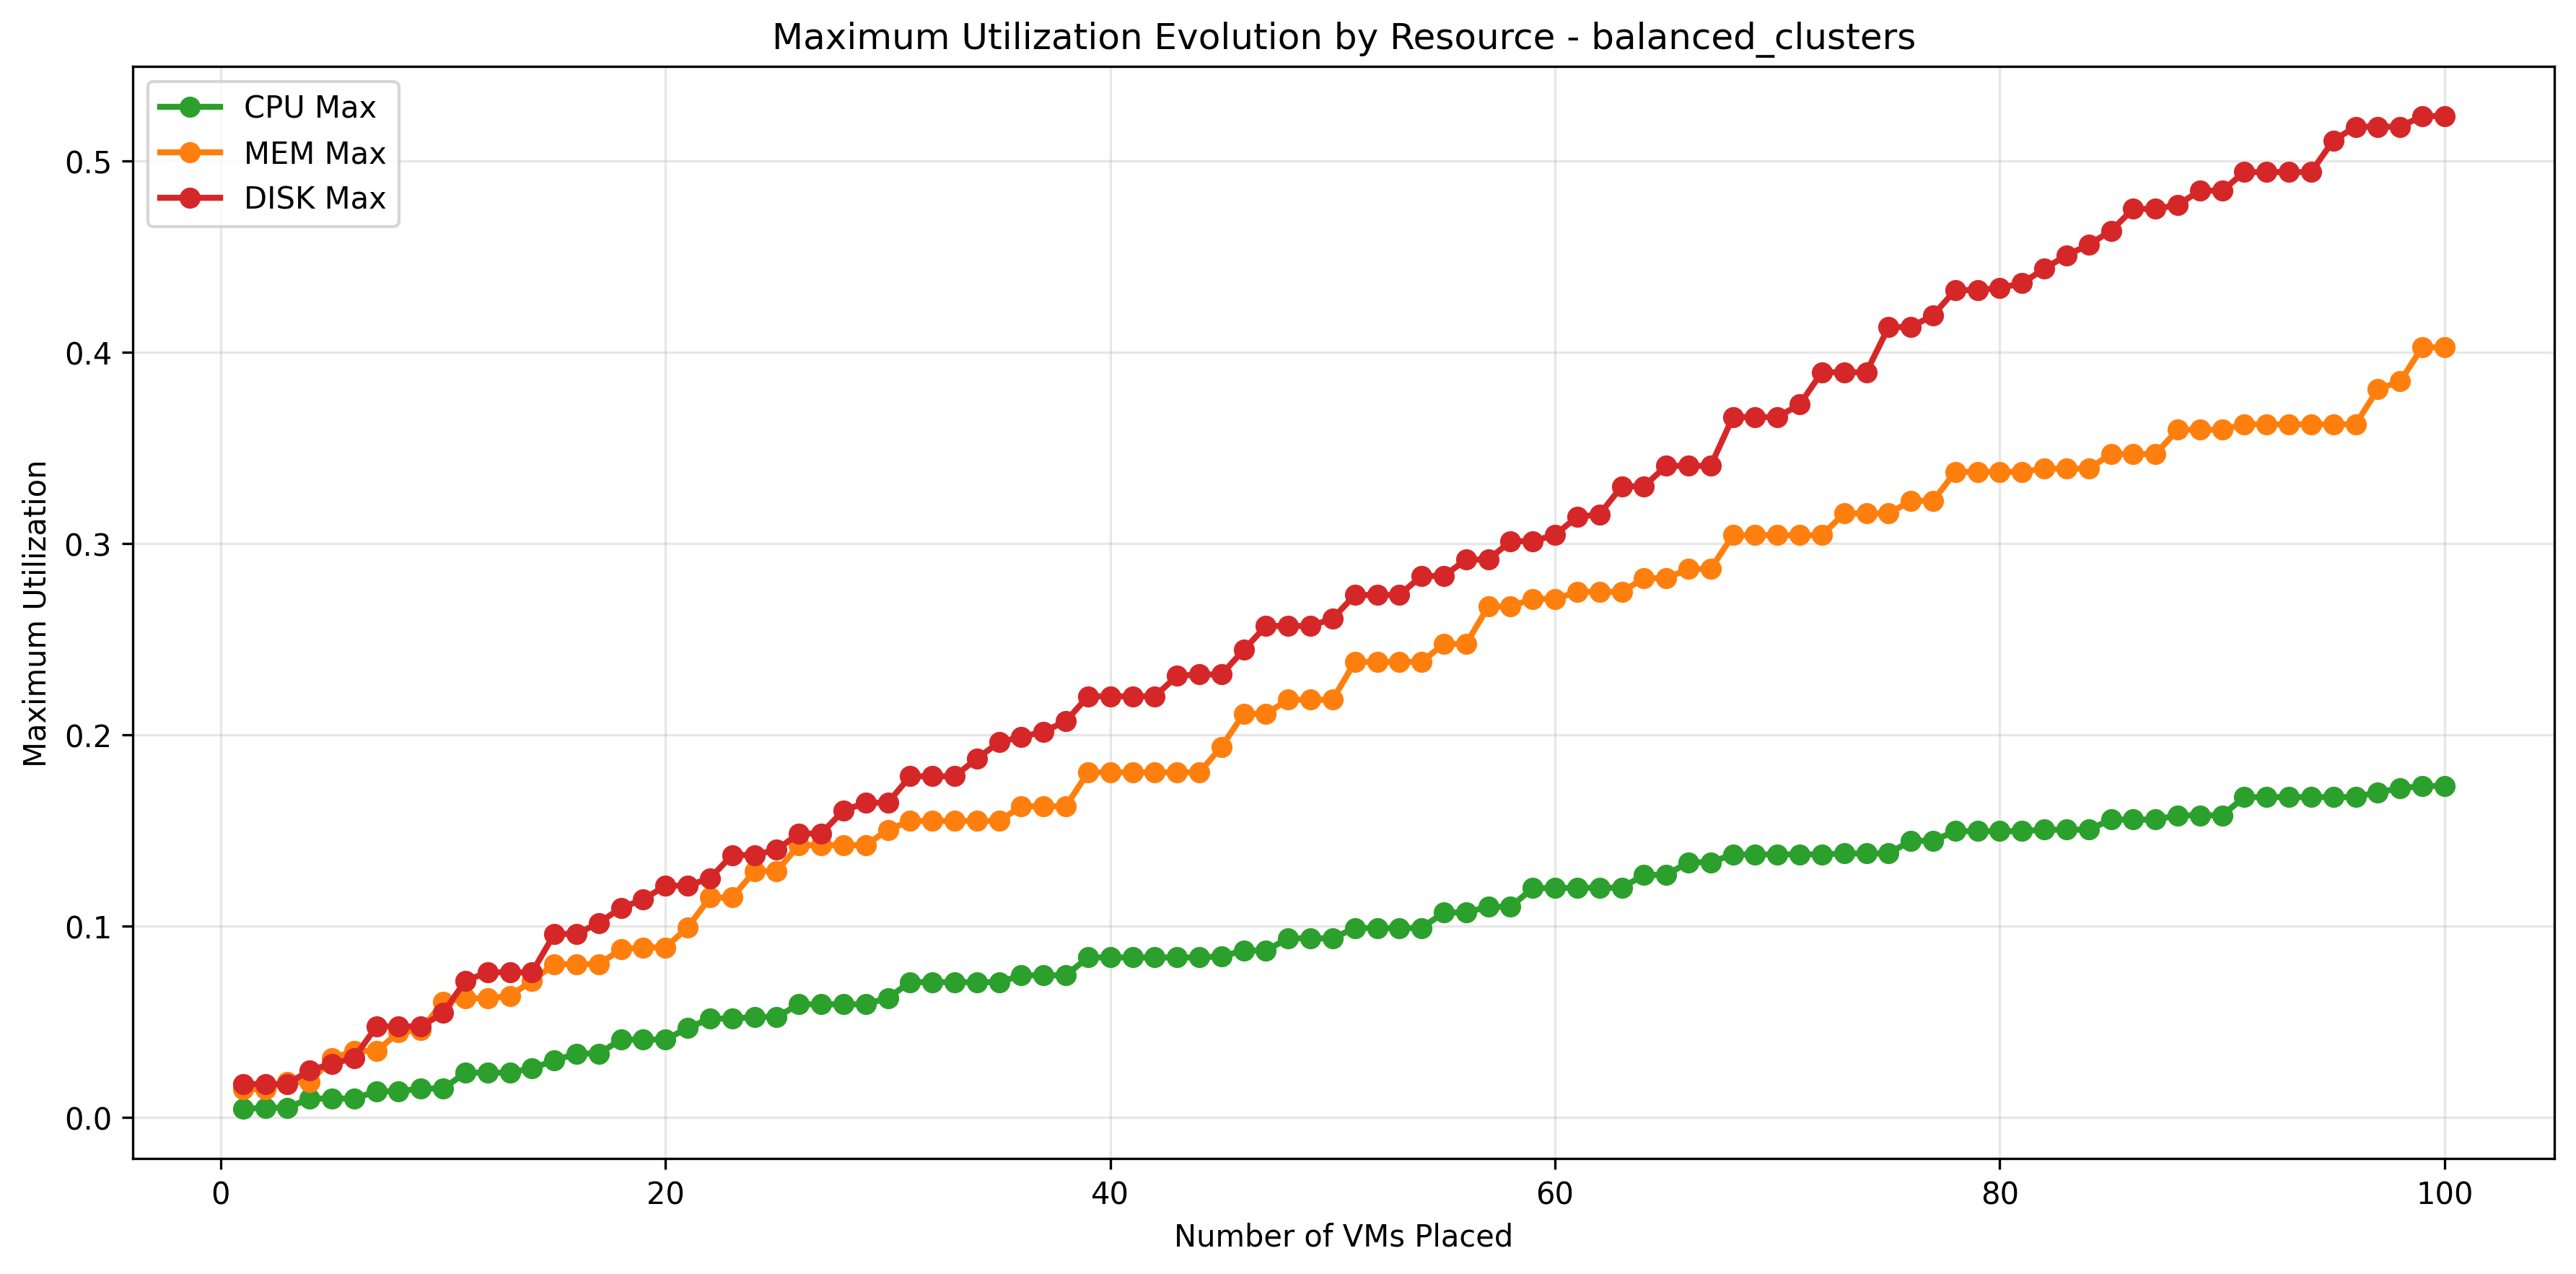 Maximum Utilization Evolution by Resource - balanced_clusters
CPU Max
MEM Max
DISK Max
Maximum Utilization
0.5
0.4
0.3
0.2
0.1
0.0
0 20 40 60 80 100
Number of VMs Placed